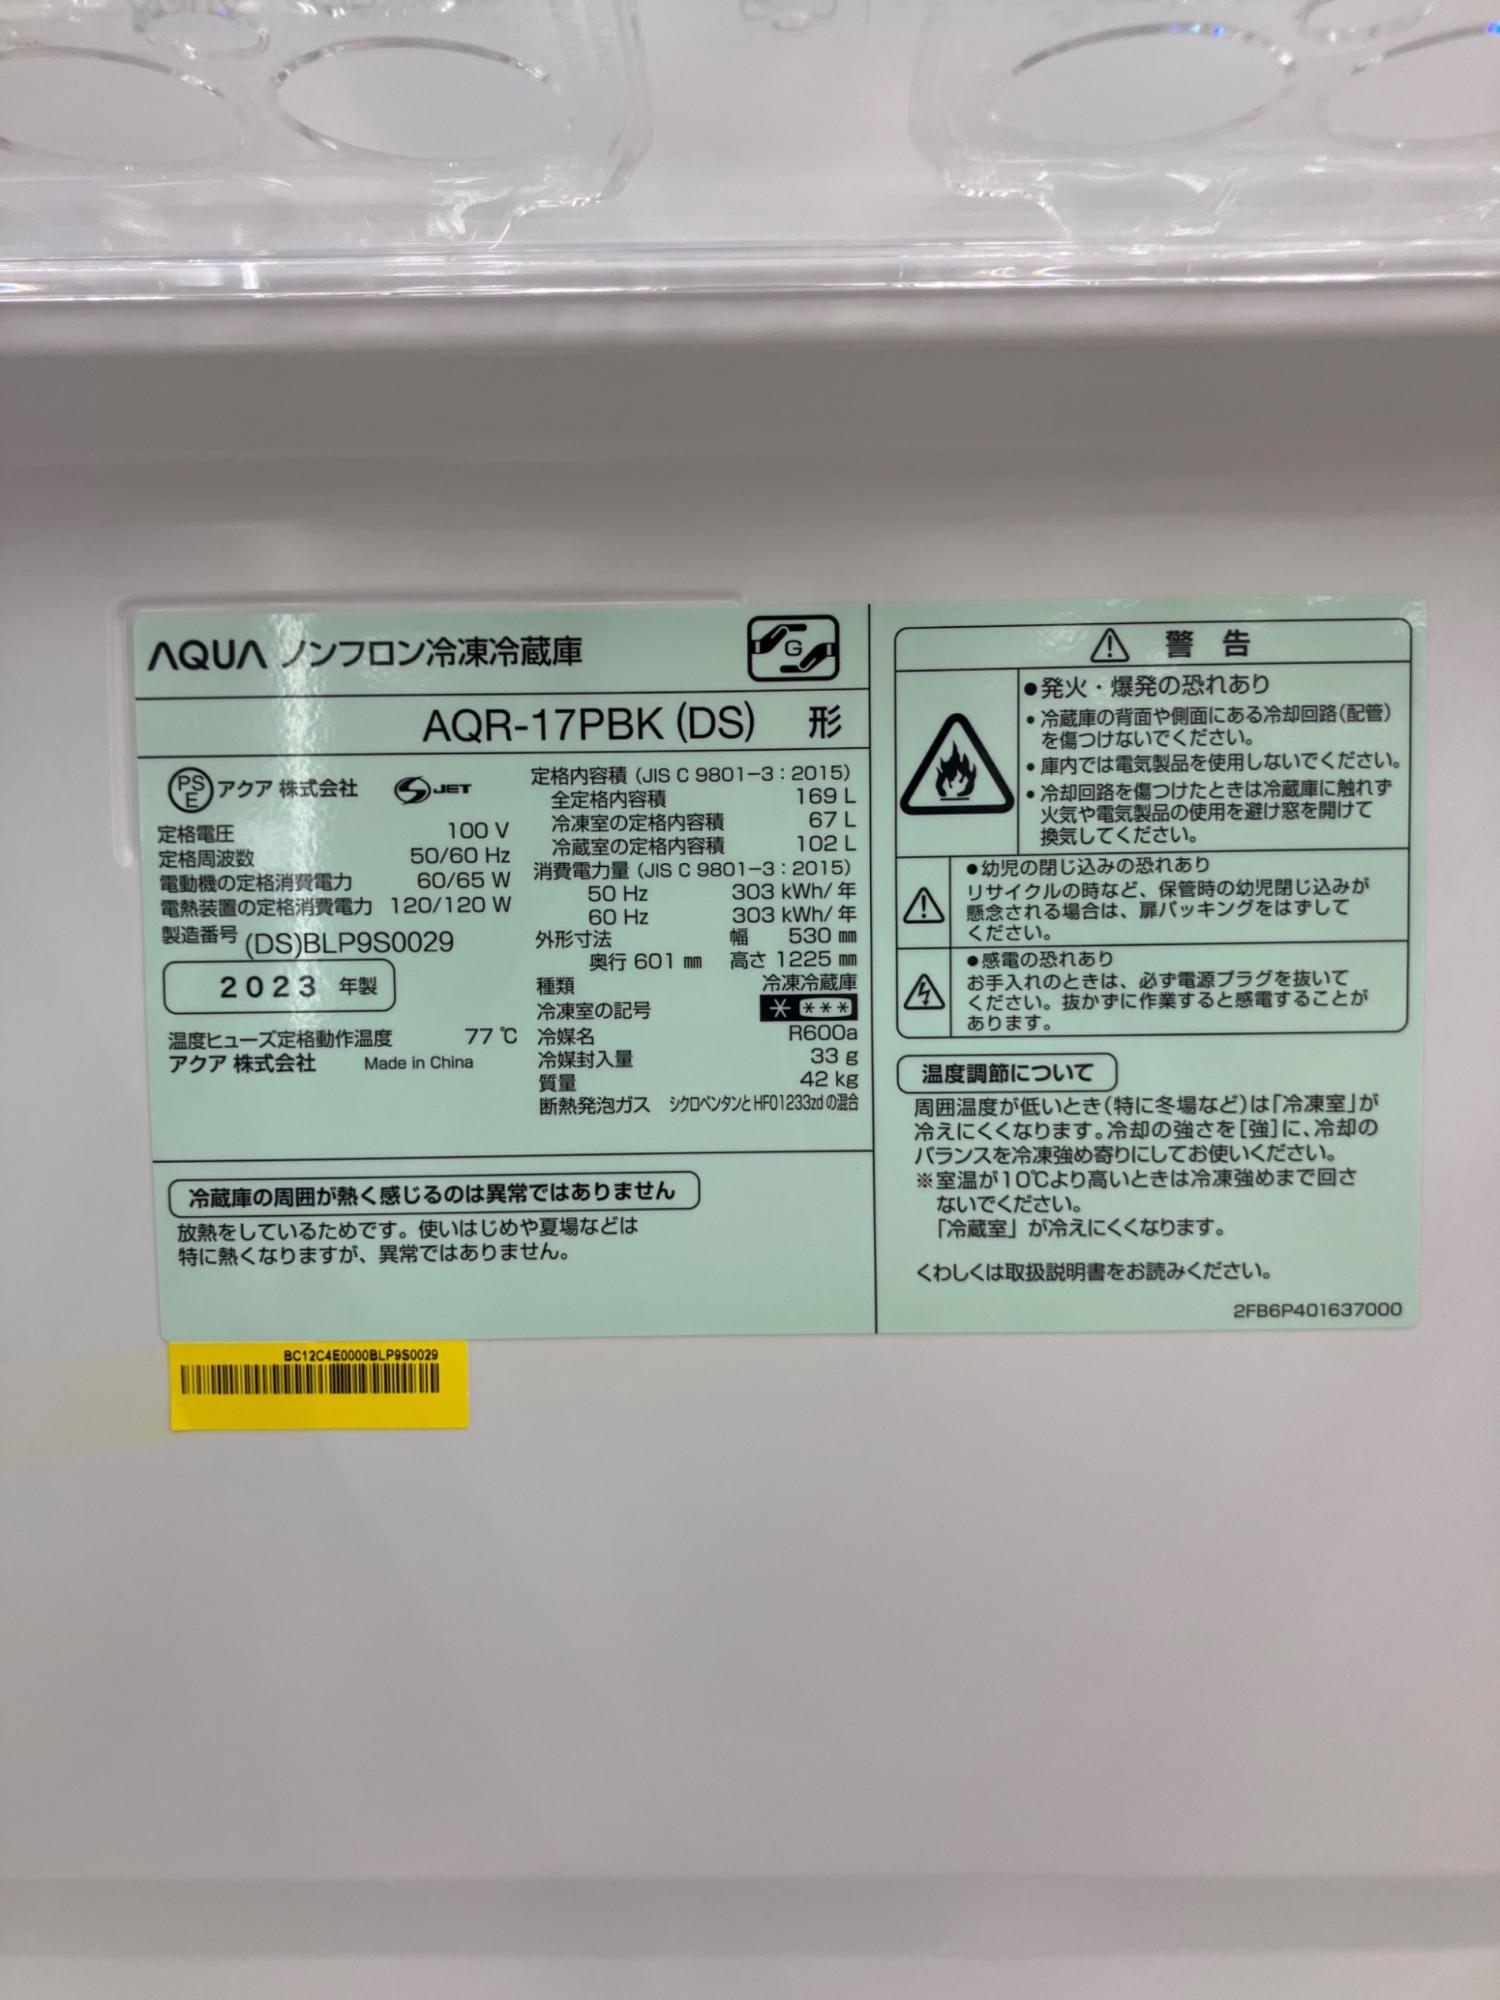 AQUA ノンフロン冷凍冷蔵庫
G
AQR-17PBK (DS) 形
PSE アクア 株式会社 S JET
定格電圧 100 V
定格周波数 50/60 Hz
電動機の定格消費電力 60/65 W
電熱装置の定格消費電力 120/120 W
製造番号 (DS)BLP9S0029
2023 年製
温度ヒューズ定格動作温度 77 ℃
アクア 株式会社 Made in China
定格内容積 (JIS C 9801-3：2015)
全定格内容積 169 L
冷凍室の定格内容積 67 L
冷蔵室の定格内容積 102 L
消費電力量 (JIS C 9801-3：2015)
50 Hz 303 kWh/年
60 Hz 303 kWh/年
外形寸法 幅 530 ㎜
奥行 601 ㎜ 高さ 1225 ㎜
種類 冷凍冷蔵庫
冷凍室の記号 * ***
冷媒名 R600a
冷媒封入量 33 g
質量 42 kg
断熱発泡ガス シクロペンタンとHFO1233zdの混合
冷蔵庫の周囲が熱く感じるのは異常ではありません
放熱をしているためです。使いはじめや夏場などは
特に熱くなりますが、異常ではありません。
警 告
●発火・爆発の恐れあり
・冷蔵庫の背面や側面にある冷却回路(配管)
を傷つけないでください。
・庫内では電気製品を使用しないでください。
・冷却回路を傷つけたときは冷蔵庫に触れず
火気や電気製品の使用を避け窓を開けて
換気してください。
●幼児の閉じ込みの恐れあり
リサイクルの時など、保管時の幼児閉じ込みが
懸念される場合は、扉パッキングをはずして
ください。
●感電の恐れあり
お手入れのときは、必ず電源プラグを抜いて
ください。抜かずに作業すると感電することが
あります。
温度調節について
周囲温度が低いとき(特に冬場など)は「冷凍室」が
冷えにくくなります。冷却の強さを[強]に、冷却の
バランスを冷凍強め寄りにしてお使いください。
※室温が10℃より高いときは冷凍強めまで回さ
ないでください。
「冷蔵室」が冷えにくくなります。
くわしくは取扱説明書をお読みください。
2FB6P401637000
BC12C4E0000BLP9S0029